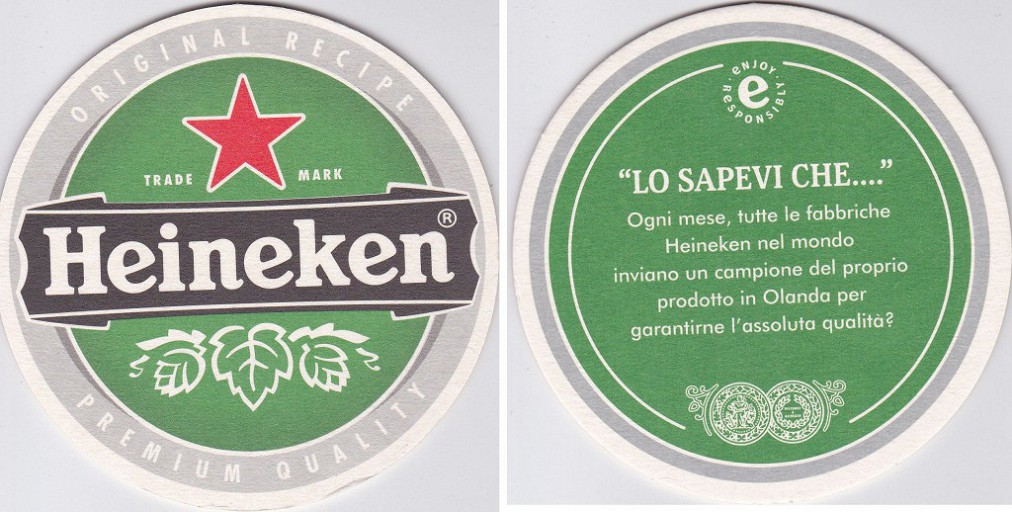 ORIGINAL RECIPE
TRADE MARK
Heineken®
PREMIUM QUALITY
eNJOY
e
ReSPONSIBLY
“LO SAPEVI CHE....”
Ogni mese, tutte le fabbriche
Heineken nel mondo
inviano un campione del proprio
prodotto in Olanda per
garantirne l'assoluta qualità?